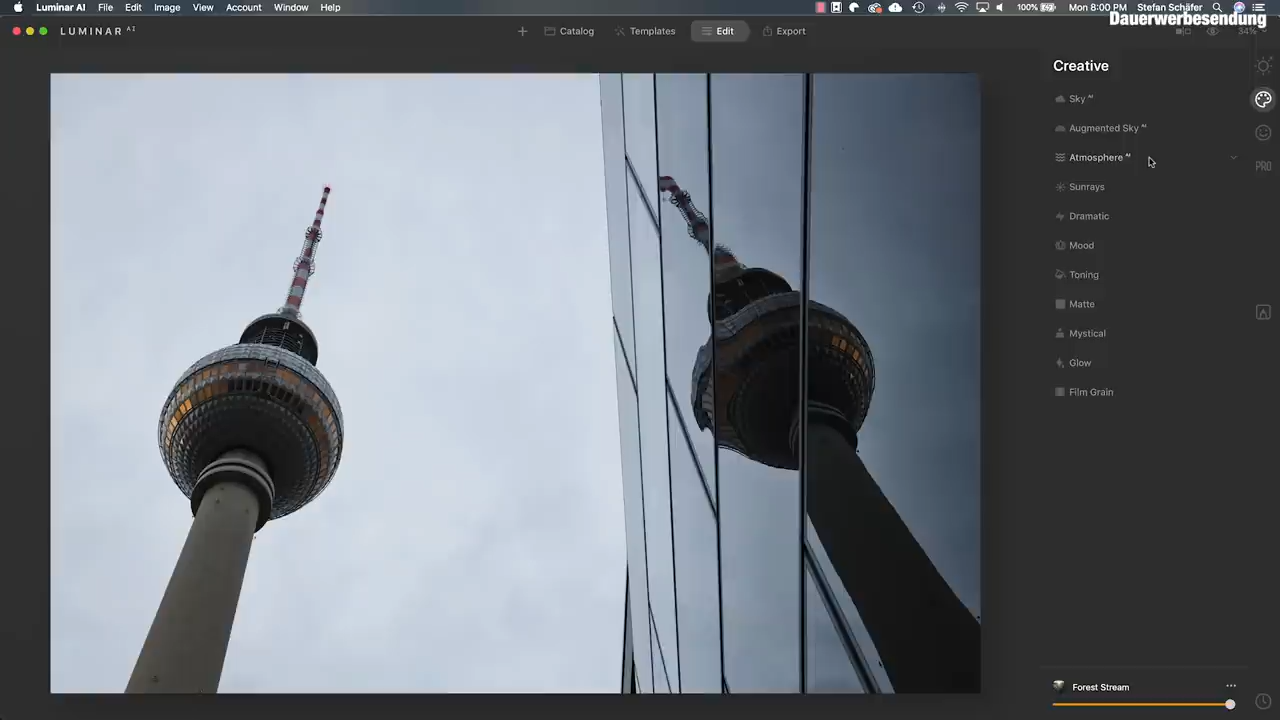 Luminar AI File Edit Image View Account Window Help
100% Mon 8:00 PM Stefan Schäfer
Dauerwerbesendung
LUMINAR AI
Catalog Templates Edit Export
34%
Creative
Sky AI
Augmented Sky AI
Atmosphere AI
Sunrays
PRO
Dramatic
Mood
Toning
Matte
Mystical
Glow
Film Grain
Forest Stream